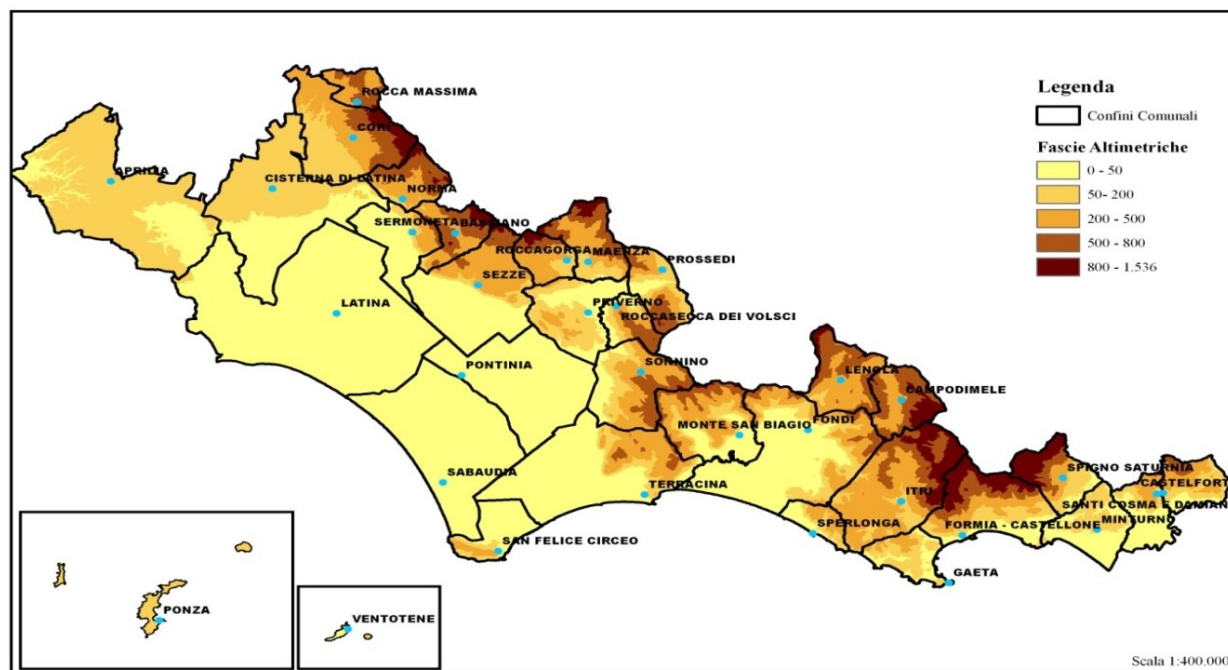 Legenda
Confini Comunali
Fascie Altimetriche
0 - 50
50- 200
200 - 500
500 - 800
800 - 1.536
ROCCA MASSIMA
CORI
APRILIA
CISTERNA DI LATINA
NORMA
SERMONETA
BASSIANO
ROCCAGORGA
MAENZA
PROSSEDI
SEZZE
LATINA
PRIVERNO
ROCCASECCA DEI VOLSCI
PONTINIA
SONNINO
LENOLA
CAMPODIMELE
MONTE SAN BIAGIO
FONDI
SABAUDIA
TERRACINA
ITRI
SPIGNO SATURNIA
CASTELFORT
SANTI COSMA E DAMIAN
SPERLONGA
FORMIA - CASTELLONE
MINTURNO
SAN FELICE CIRCEO
GAETA
PONZA
VENTOTENE
Scala 1:400.000